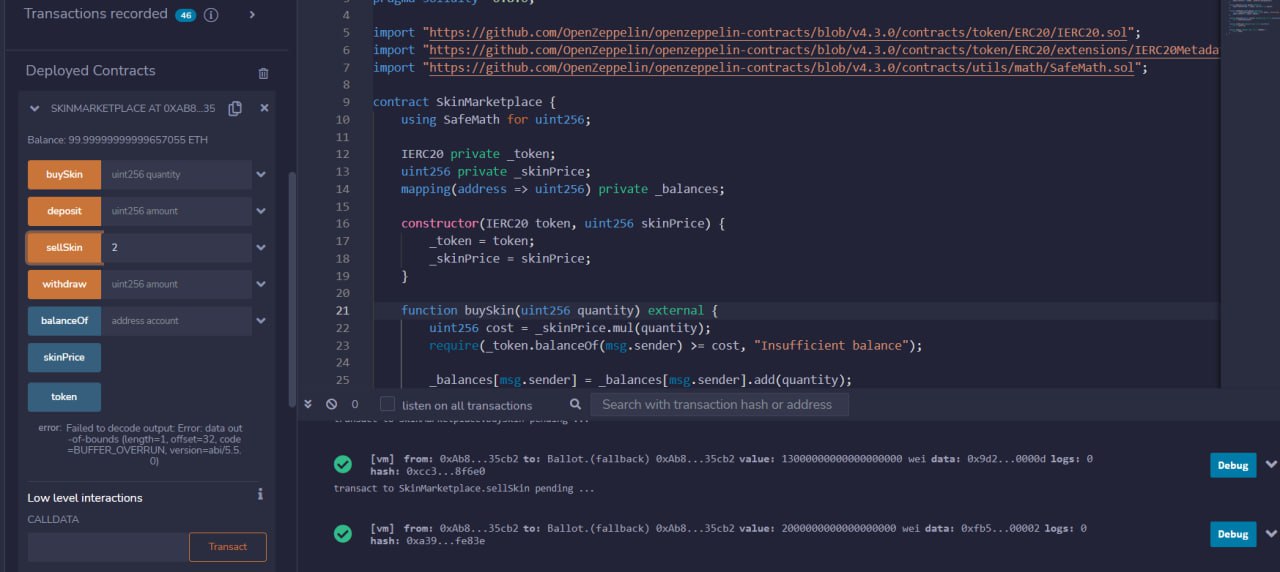 Transactions recorded 46 i >
Deployed Contracts
SKINMARKETPLACE AT 0XAB8...35
Balance: 99.99999999999657055 ETH
buySkin uint256 quantity
deposit uint256 amount
sellSkin 2
withdraw uint256 amount
balanceOf address account
skinPrice
token
error: Failed to decode output: Error: data out
-of-bounds (length=1, offset=32, code
=BUFFER_OVERRUN, version=abi/5.5.
0)
Low level interactions i
CALLDATA
Transact
4
5 import "https://github.com/OpenZeppelin/openzeppelin-contracts/blob/v4.3.0/contracts/token/ERC20/IERC20.sol";
6 import "https://github.com/OpenZeppelin/openzeppelin-contracts/blob/v4.3.0/contracts/token/ERC20/extensions/IERC20Metada
7 import "https://github.com/OpenZeppelin/openzeppelin-contracts/blob/v4.3.0/contracts/utils/math/SafeMath.sol";
8
9 contract SkinMarketplace {
10 using SafeMath for uint256;
11
12 IERC20 private _token;
13 uint256 private _skinPrice;
14 mapping(address => uint256) private _balances;
15
16 constructor(IERC20 token, uint256 skinPrice) {
17 _token = token;
18 _skinPrice = skinPrice;
19 }
20
21 function buySkin(uint256 quantity) external {
22 uint256 cost = _skinPrice.mul(quantity);
23 require(_token.balanceOf(msg.sender) >= cost, "Insufficient balance");
24
25 _balances[msg.sender] = _balances[msg.sender].add(quantity);
0 listen on all transactions Search with transaction hash or address
transact to SkinMarketplace.buySkin pending ...
[vm] from: 0xAb8...35cb2 to: Ballot.(fallback) 0xAb8...35cb2 value: 13000000000000000000 wei data: 0x9d2...0000d logs: 0
hash: 0xcc3...8f6e0
Debug
transact to SkinMarketplace.sellSkin pending ...
[vm] from: 0xAb8...35cb2 to: Ballot.(fallback) 0xAb8...35cb2 value: 2000000000000000000 wei data: 0xfb5...00002 logs: 0
hash: 0xa39...fe83e
Debug